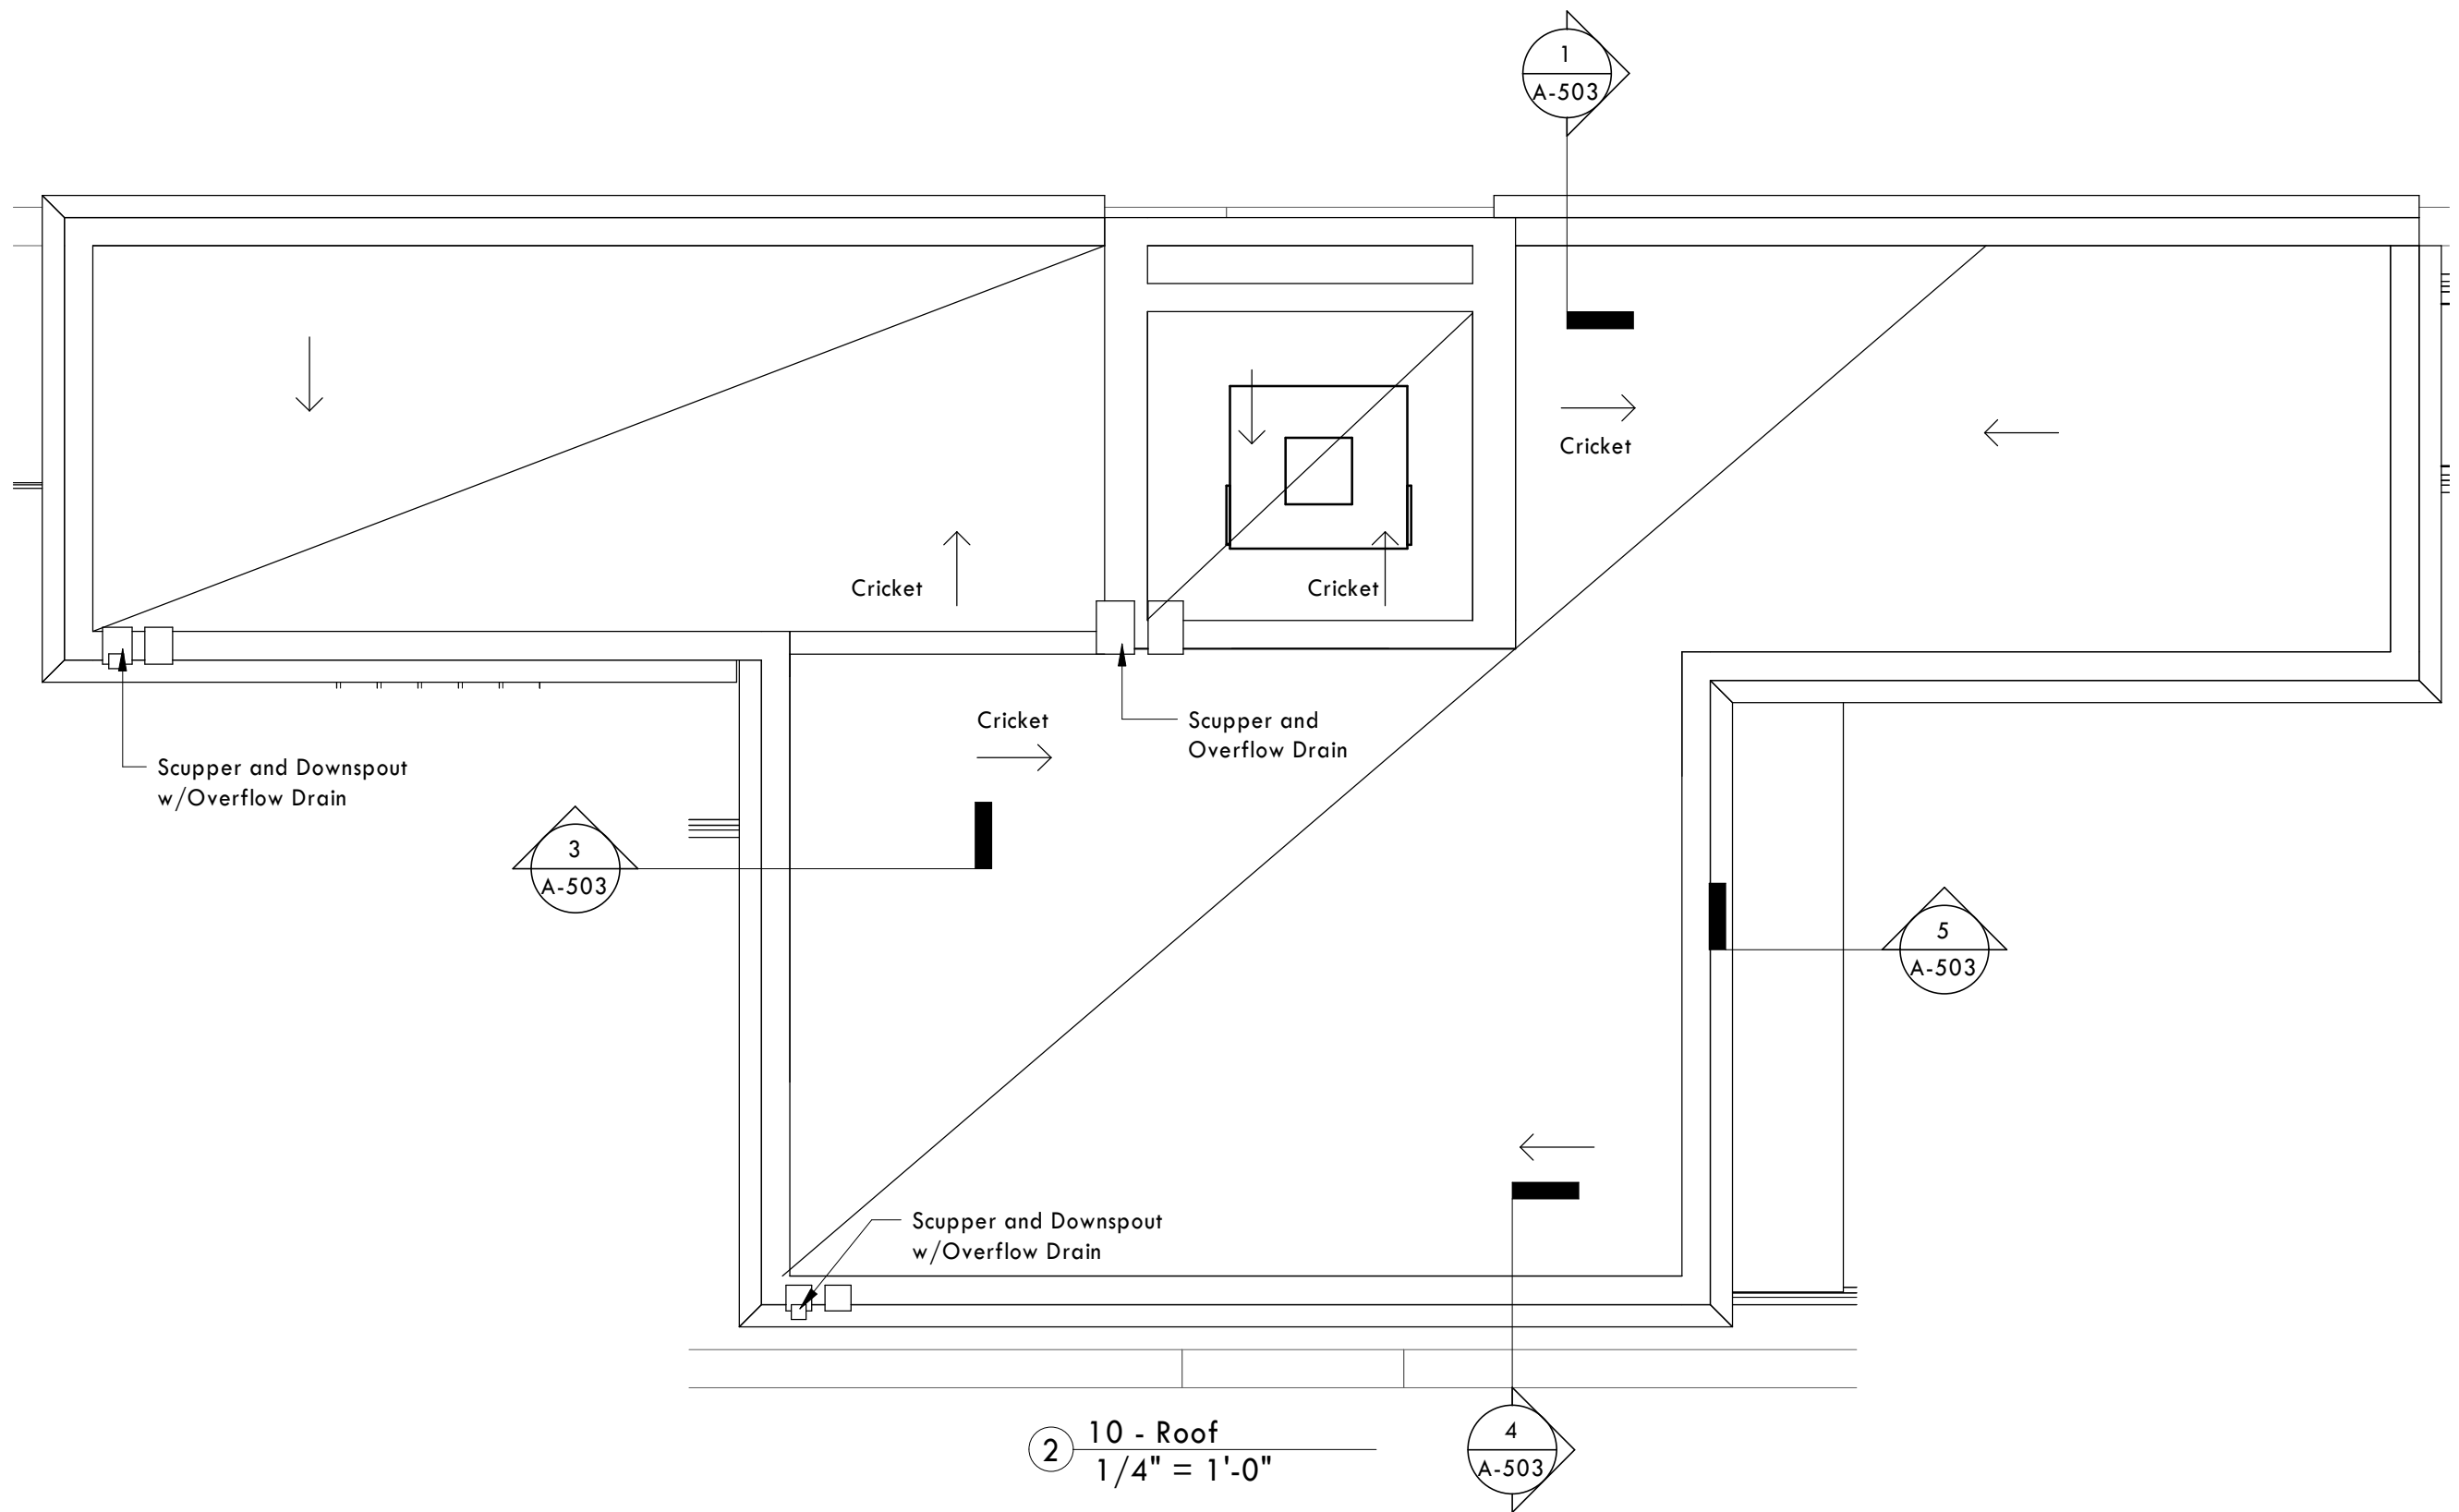 1
A-503
Cricket
Cricket
Cricket
Cricket
Scupper and
Overflow Drain
Scupper and Downspout
w/Overflow Drain
3
A-503
5
A-503
Scupper and Downspout
w/Overflow Drain
2
10 - Roof
1/4" = 1'-0"
4
A-503